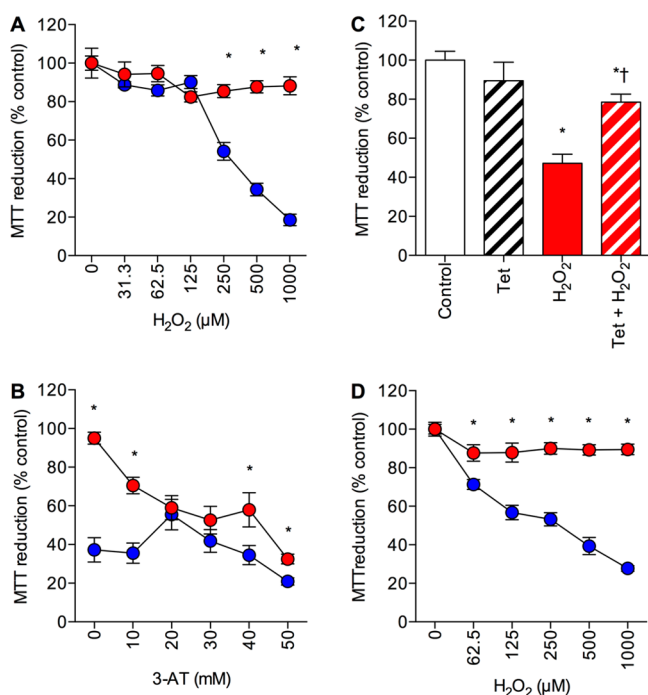 A
MTT reduction (% control)
120
100
80
60
40
20
0
* * *
0 31.3 62.5 125 250 500 1000
H₂O₂ (µM)
C
MTT reduction (% control)
120
100
80
60
40
20
0
*
*†
Control Tet H₂O₂ Tet + H₂O₂
B
MTT reduction (% control)
120
100
80
60
40
20
0
* * * *
0 10 20 30 40 50
3-AT (mM)
D
MTTreduction (% control)
120
100
80
60
40
20
0
* * * * *
0 62.5 125 250 500 1000
H₂O₂ (µM)